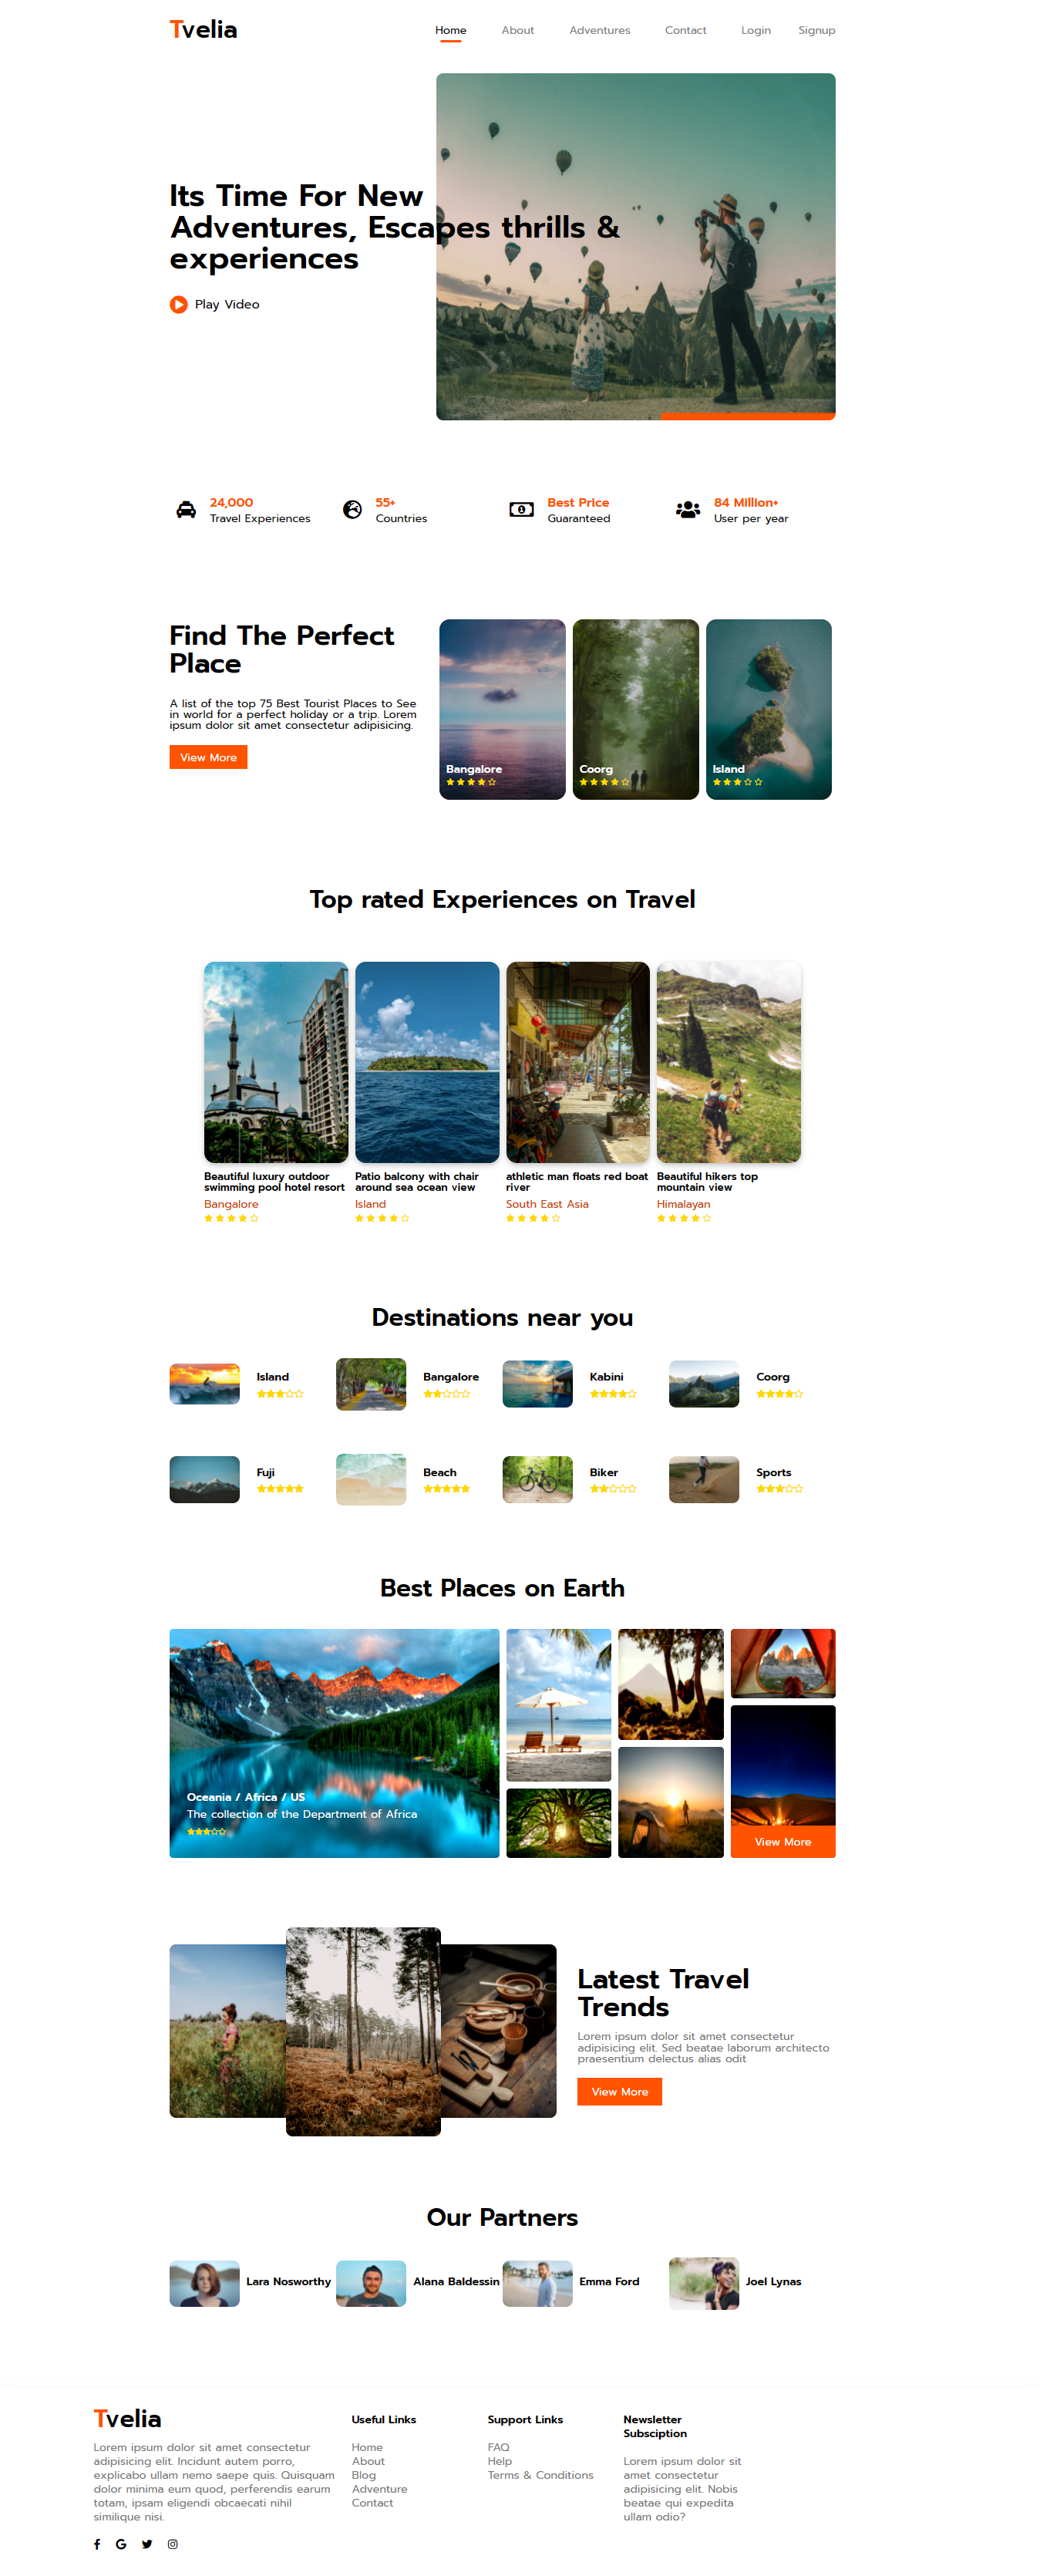 Tvelia
Home
About
Adventures
Contact
Login
Signup
Its Time For New
Adventures, Escapes thrills &
experiences
Play Video
24,000
Travel Experiences
55+
Countries
Best Price
Guaranteed
84 Million+
User per year
Find The Perfect
Place
A list of the top 75 Best Tourist Places to See
in world for a perfect holiday or a trip. Lorem
ipsum dolor sit amet consectetur adipisicing.
View More
Bangalore
Coorg
Island
Top rated Experiences on Travel
Beautiful luxury outdoor
swimming pool hotel resort
Bangalore
Patio balcony with chair
around sea ocean view
Island
athletic man floats red boat
river
South East Asia
Beautiful hikers top
mountain view
Himalayan
Destinations near you
Island
Bangalore
Kabini
Coorg
Fuji
Beach
Biker
Sports
Best Places on Earth
Oceania / Africa / US
The collection of the Department of Africa
View More
Latest Travel
Trends
Lorem ipsum dolor sit amet consectetur
adipisicing elit. Sed beatae laborum architecto
praesentium delectus alias odit
View More
Our Partners
Lara Nosworthy
Alana Baldessin
Emma Ford
Joel Lynas
Tvelia
Lorem ipsum dolor sit amet consectetur
adipisicing elit. Incidunt autem porro,
explicabo ullam nemo saepe quis. Quisquam
dolor minima eum quod, perferendis earum
totam, ipsam eligendi obcaecati nihil
similique nisi.
Useful Links
Home
About
Blog
Adventure
Contact
Support Links
FAQ
Help
Terms & Conditions
Newsletter
Subsciption
Lorem ipsum dolor sit
amet consectetur
adipisicing elit. Nobis
beatae qui expedita
ullam odio?